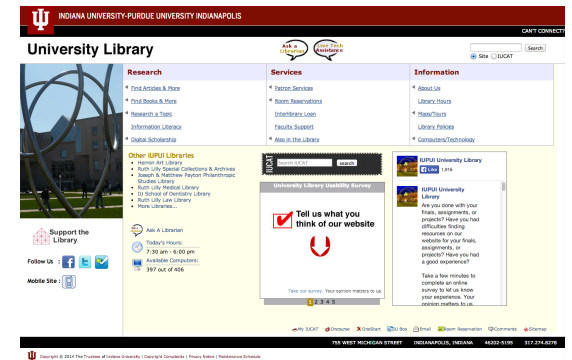 INDIANA UNIVERSITY-PURDUE UNIVERSITY INDIANAPOLIS
CAN'T CONNECT?
University Library
Ask a Librarian
Live Tech Assistance
Search
Site IUCAT
Research
Services
Information
Find Articles & More
Patron Services
About Us
Find Books & More
Room Reservations
Library Hours
Research a Topic
Interlibrary Loan
Maps/Tours
Information Literacy
Faculty Support
Library Policies
Digital Scholarship
Also in the Library
Computers/Technology
Other IUPUI Libraries
Herron Art Library
Ruth Lilly Special Collections & Archives
Joseph & Matthew Payton Philanthropic
Studies Library
Ruth Lilly Medical Library
IU School of Dentistry Library
Ruth Lilly Law Library
More Libraries...
Ask A Librarian
Today's Hours:
7:30 am - 6:00 pm
Available Computers:
397 out of 406
IUCAT
Search IUCAT
search
University Library Usability Survey
Tell us what you
think of our website
Take our survey. Your opinion matters to us.
1 2 3 4 5
IUPUI University Library
Like 1,816
IUPUI University
Library
Are you done with your
finals, assignments, or
projects? Have you had
difficulties finding
resources on our
website for your finals,
assignments, or
projects? Have you had
a good experience?
Take a few minutes to
complete an online
survey to let us know
your experience. Your
opinion matters to us.
Support the
Library
Follow Us :
Mobile Site :
My IUCAT Oncourse OneStart IU Box Email Room Reservation Comments Sitemap
755 WEST MICHIGAN STREET INDIANAPOLIS, INDIANA 46202-5195 317.274.8278
Copyright © 2014 The Trustees of Indiana University | Copyright Complaints | Privacy Notice | Maintenance Schedule